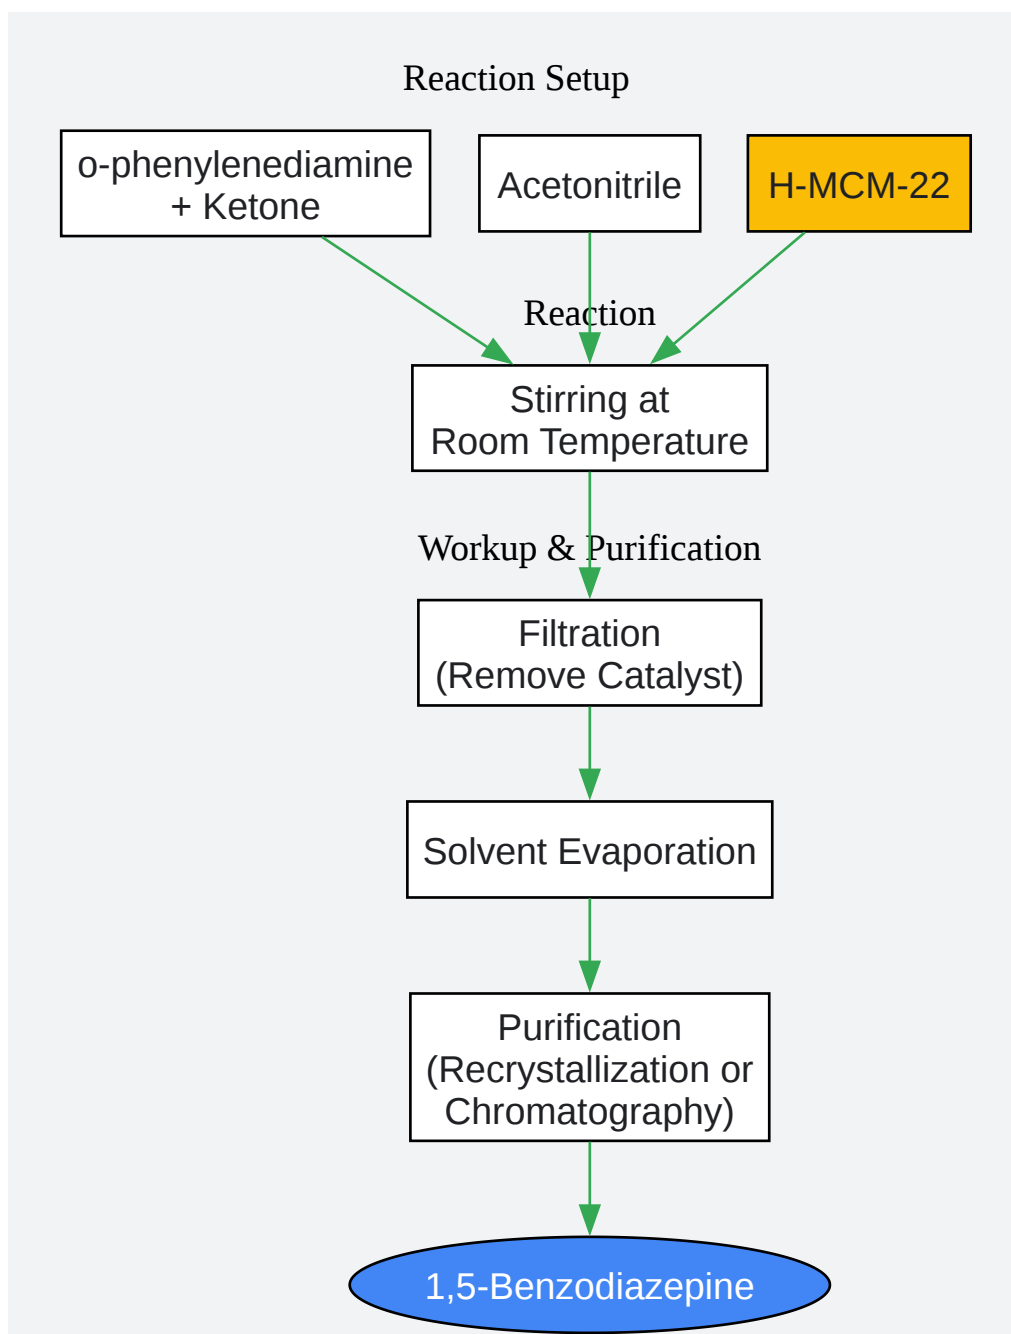 Reaction Setup
o-phenylenediamine
+ Ketone
Acetonitrile
H-MCM-22
Reaction
Stirring at
Room Temperature
Workup & Purification
Filtration
(Remove Catalyst)
Solvent Evaporation
Purification
(Recrystallization or
Chromatography)
1,5-Benzodiazepine